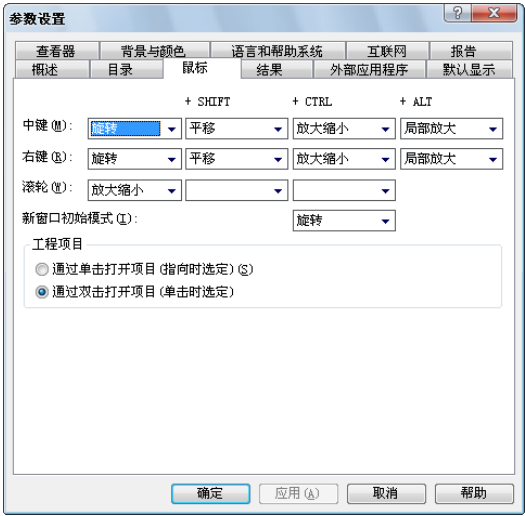 参数设置
查看器 背景与颜色 语言和帮助系统 互联网 报告
概述 目录 鼠标 结果 外部应用程序 默认显示
+ SHIFT + CTRL + ALT
中键(M): 旋转 平移 放大缩小 局部放大
右键(R): 旋转 平移 放大缩小 局部放大
滚轮(W): 放大缩小
新窗口初始模式(I): 旋转
工程项目
通过单击打开项目(指向时选定)(S)
通过双击打开项目(单击时选定)
确定 应用(A) 取消 帮助